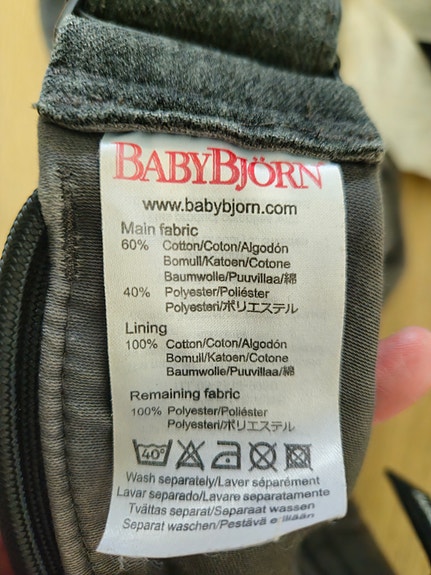 BABYBJÖRN
www.babybjorn.com
Main fabric
60% Cotton/Coton/Algodón
Bomull/Katoen/Cotone
Baumwolle/Puuvillaa/綿
40% Polyester/Poliéster
Polyesteri/ポリエステル
Lining
100% Cotton/Coton/Algodón
Bomull/Katoen/Cotone
Baumwolle/Puuvillaa/綿
Remaining fabric
100% Polyester/Poliéster
Polyesteri/ポリエステル
40°
Wash separately/Laver séparément
Lavar separado/Lavare separatamente
Tvättas separat/Separaat wassen
Separat waschen/Pestävä erillään